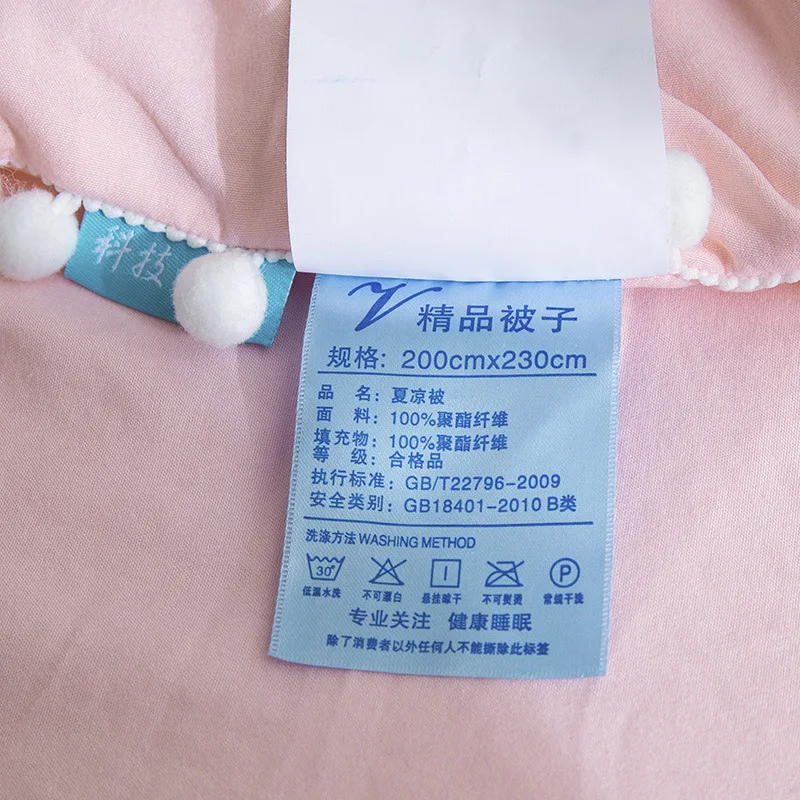 科技
精品被子
规格: 200cmx230cm
品 名: 夏凉被
面 料: 100%聚酯纤维
填充物: 100%聚酯纤维
等 级: 合格品
执行标准: GB/T22796-2009
安全类别: GB18401-2010 B类
洗涤方法 WASHING METHOD
30° P
低温水洗 不可漂白 悬挂晾干 不可熨烫 常规干洗
专业关注 健康睡眠
除了消费者以外任何人不能撕除此标签